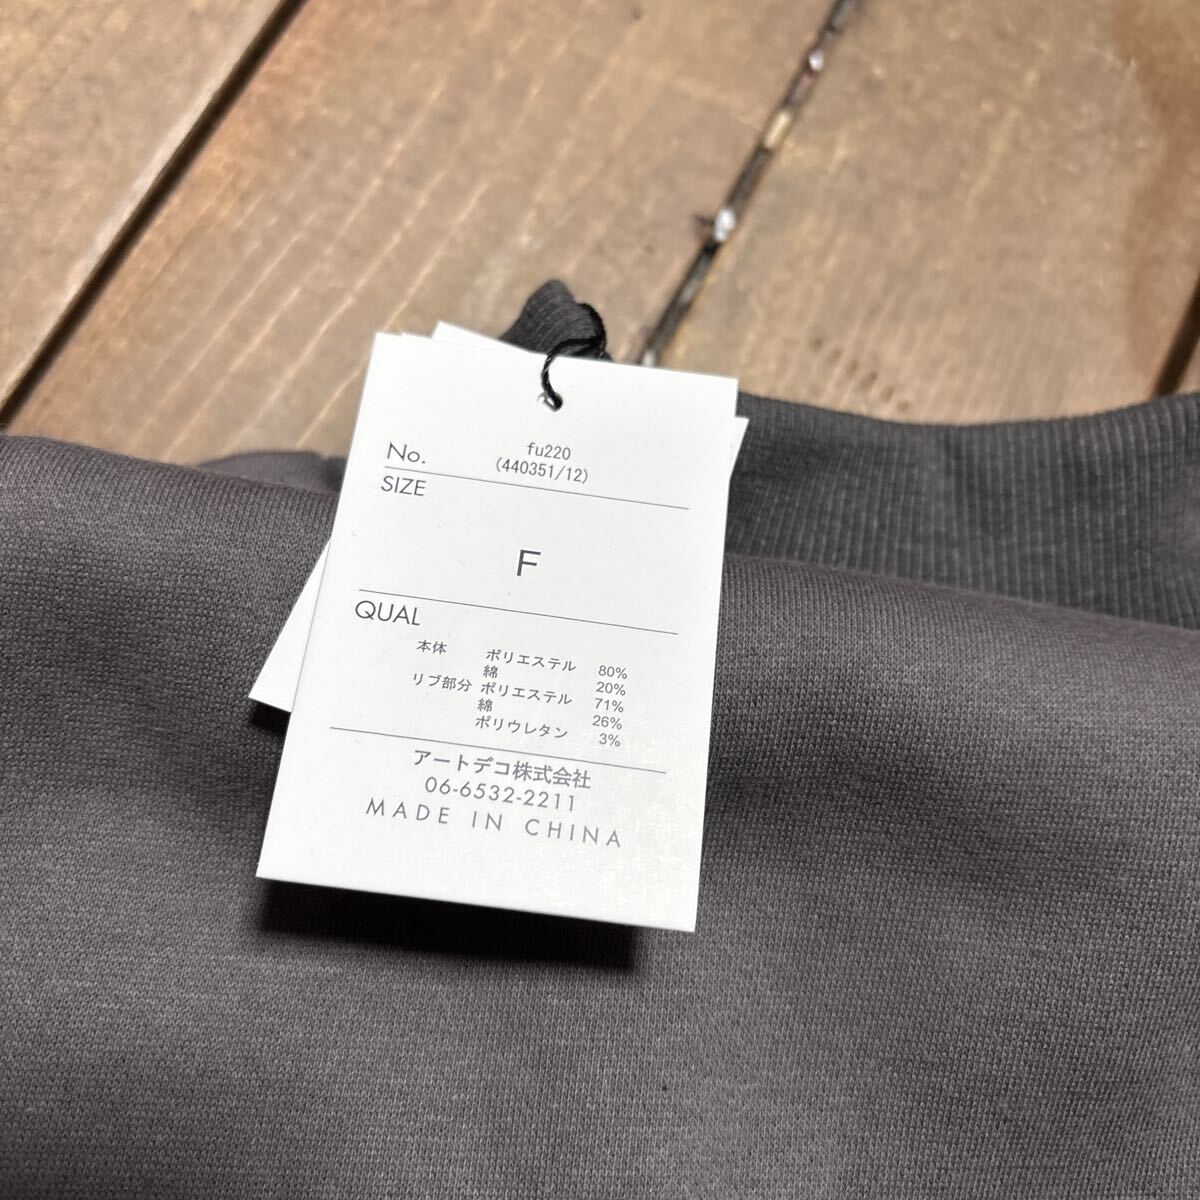 No. fu220
(440351/12)
SIZE
F
QUAL
本体 ポリエステル 80%
綿 20%
リブ部分 ポリエステル 71%
綿 26%
ポリウレタン 3%
アートデコ株式会社
06-6532-2211
MADE IN CHINA